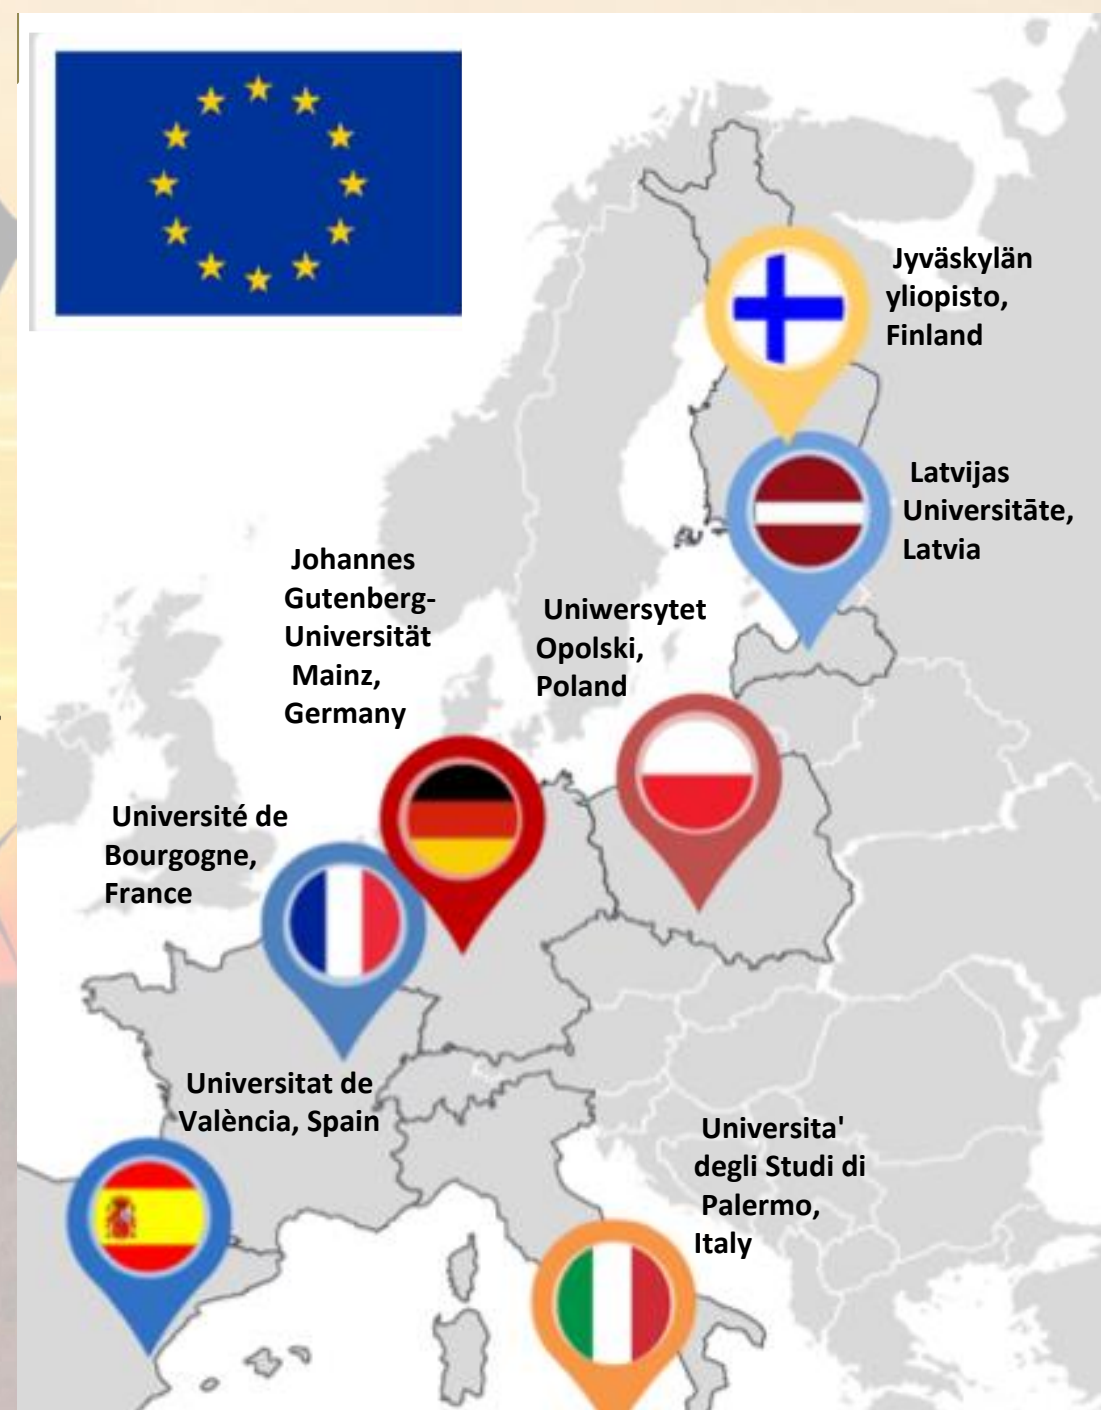 Jyväskylän
yliopisto,
Finland
Latvijas
Universitāte,
Latvia
Johannes
Gutenberg-
Universität
Mainz,
Germany
Uniwersytet
Opolski,
Poland
Université de
Bourgogne,
France
Universitat de
València, Spain
Universita'
degli Studi di
Palermo,
Italy